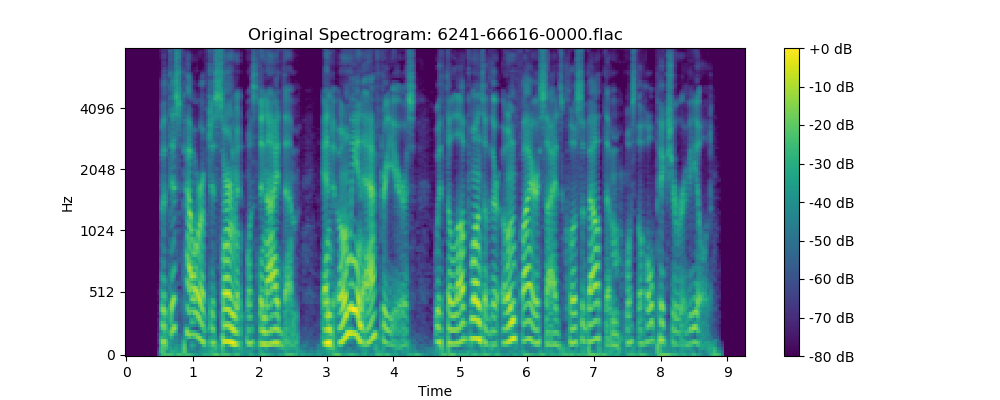 Original Spectrogram: 6241-66616-0000.flac
Hz
4096
2048
1024
512
0
0 1 2 3 4 5 6 7 8 9
Time
+0 dB
-10 dB
-20 dB
-30 dB
-40 dB
-50 dB
-60 dB
-70 dB
-80 dB